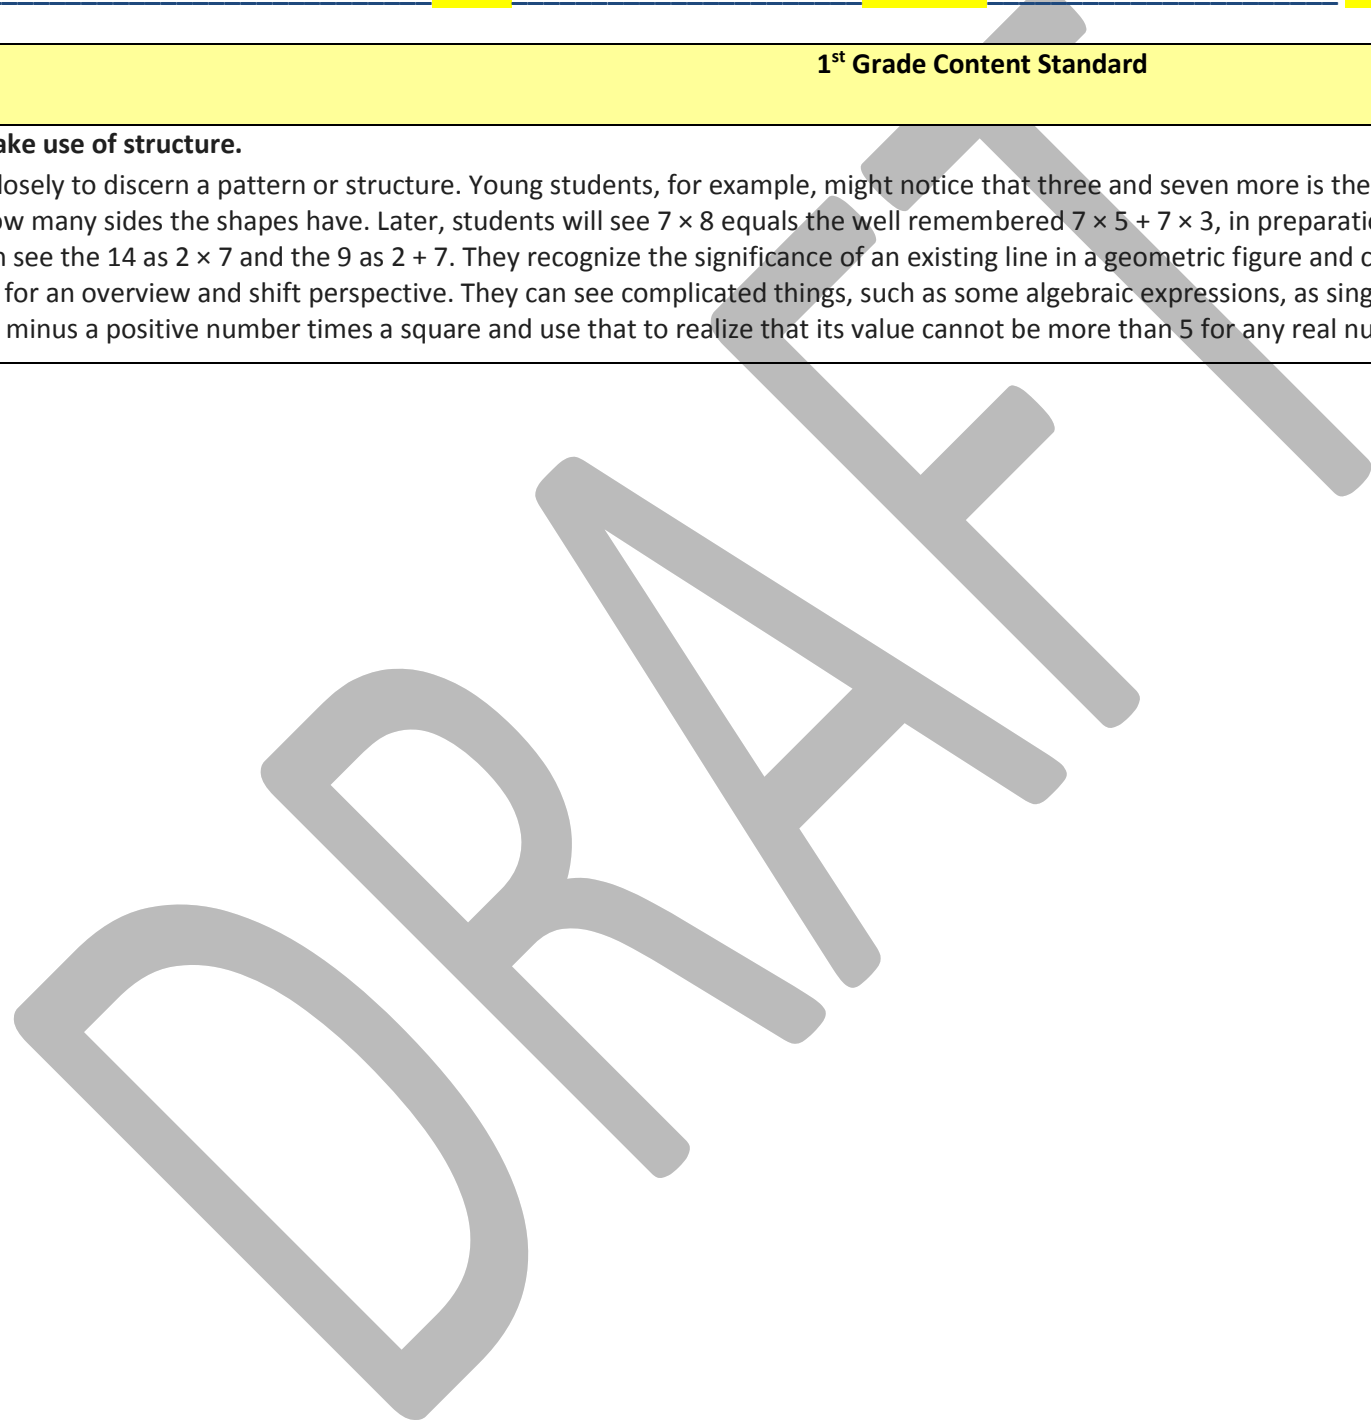 1st Grade Content Standard
ake use of structure.
losely to discern a pattern or structure. Young students, for example, might notice that three and seven more is the
ow many sides the shapes have. Later, students will see 7 × 8 equals the well remembered 7 × 5 + 7 × 3, in preparatio
n see the 14 as 2 × 7 and the 9 as 2 + 7. They recognize the significance of an existing line in a geometric figure and c
for an overview and shift perspective. They can see complicated things, such as some algebraic expressions, as sing
minus a positive number times a square and use that to realize that its value cannot be more than 5 for any real nu
DRAFT